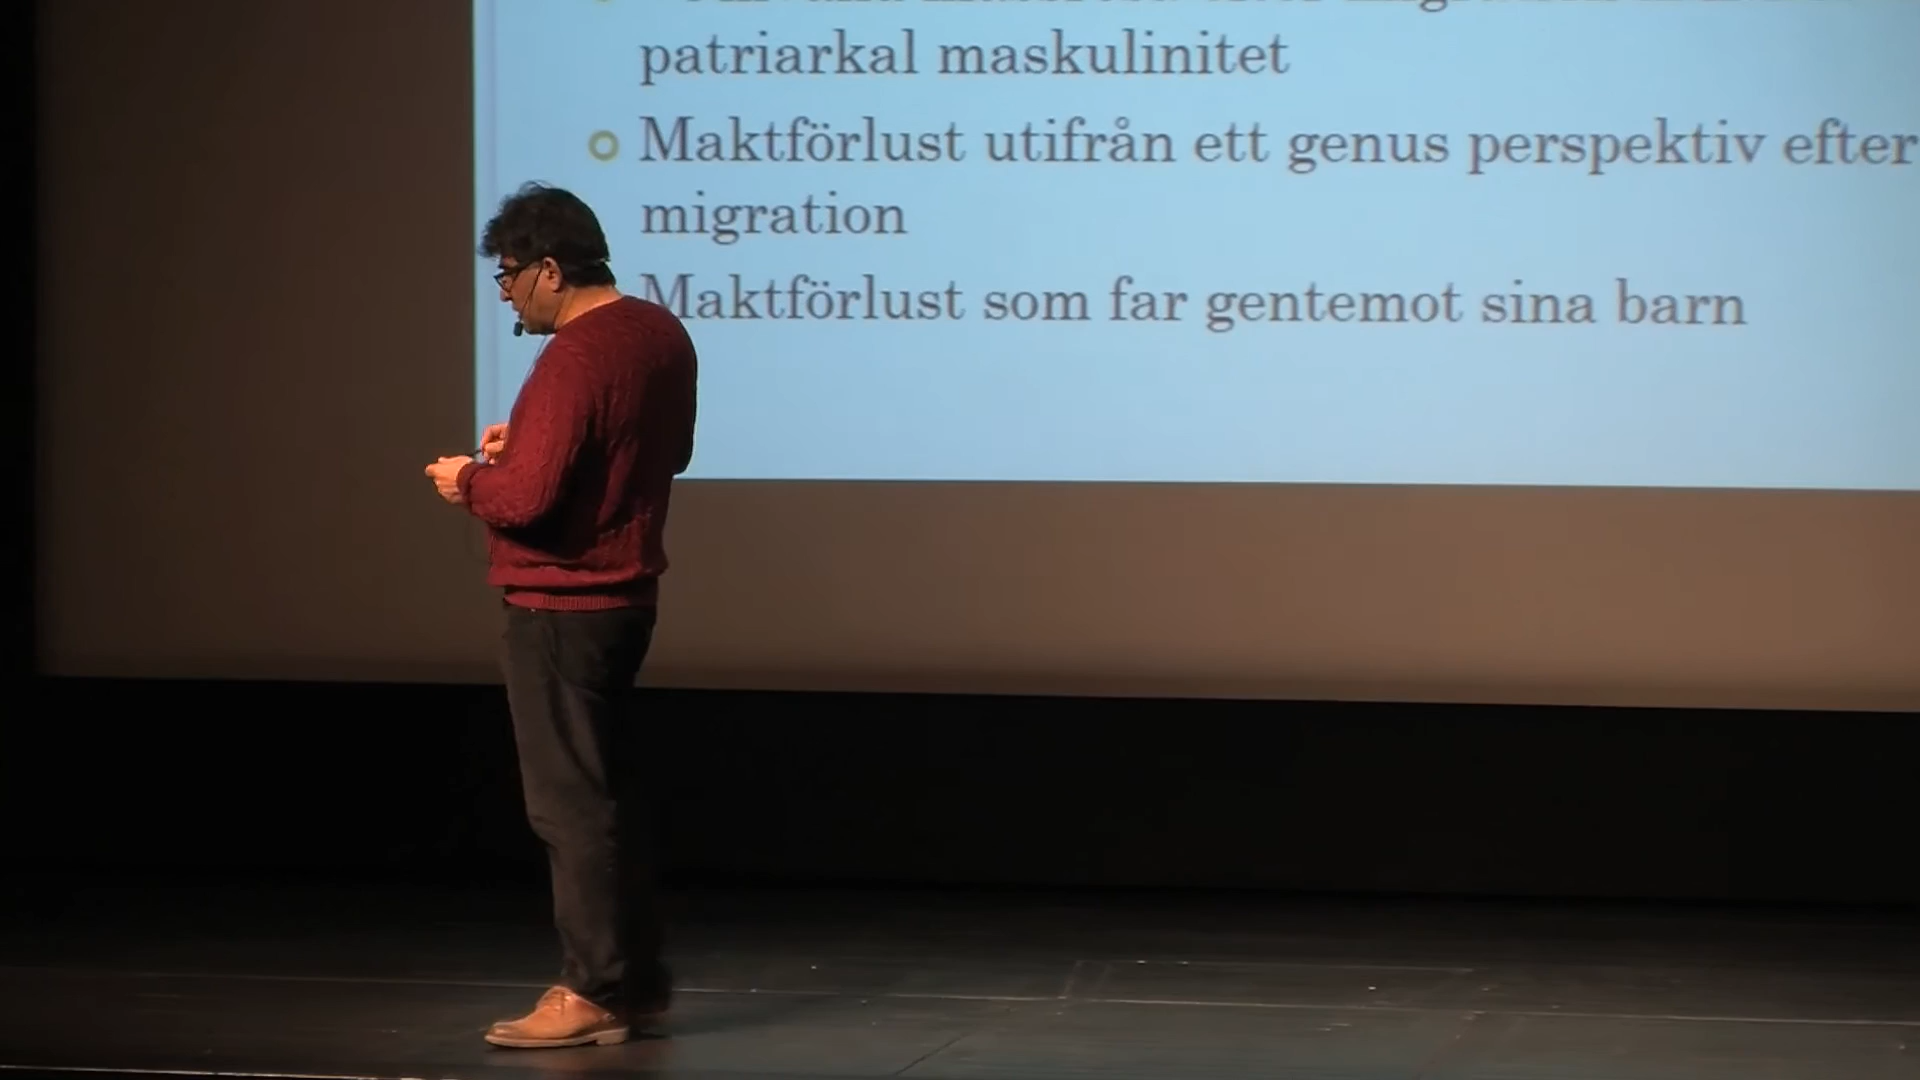 patriarkal maskulinitet
Maktförlust utifrån ett genus perspektiv efter
migration
Maktförlust som far gentemot sina barn